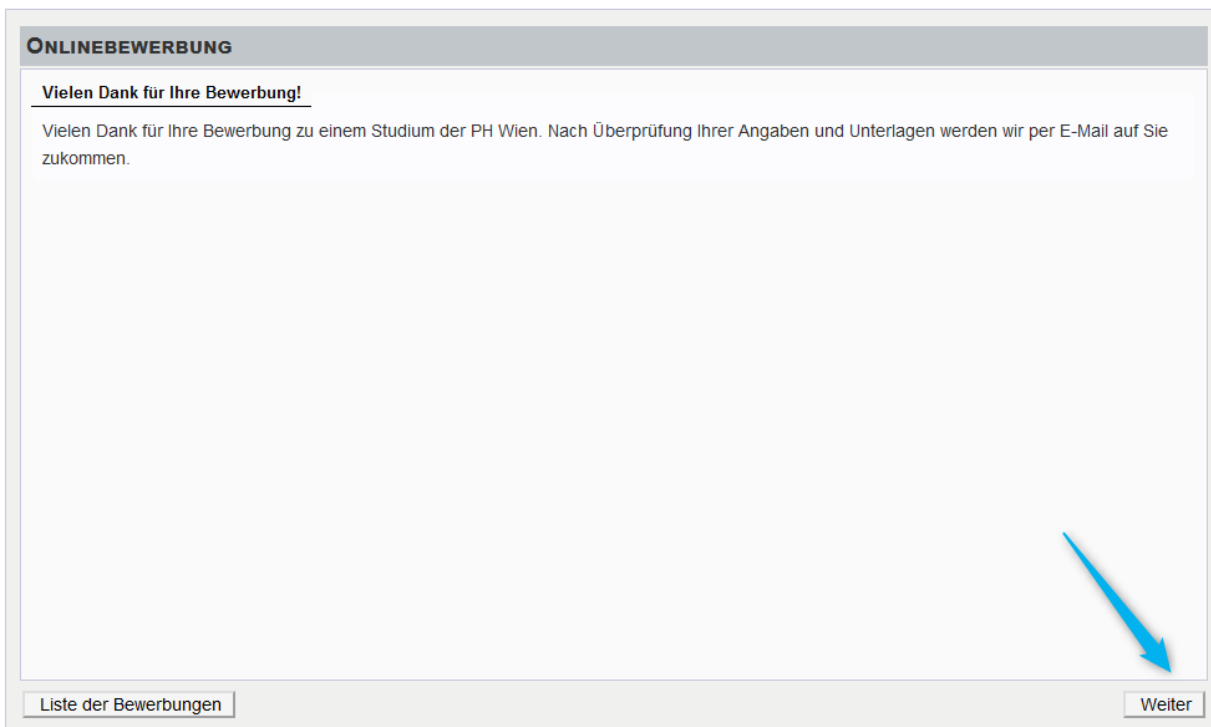 ONLINEBEWERBUNG
Vielen Dank für Ihre Bewerbung!
Vielen Dank für Ihre Bewerbung zu einem Studium der PH Wien. Nach Überprüfung Ihrer Angaben und Unterlagen werden wir per E-Mail auf Sie
zukommen.
Liste der Bewerbungen
Weiter